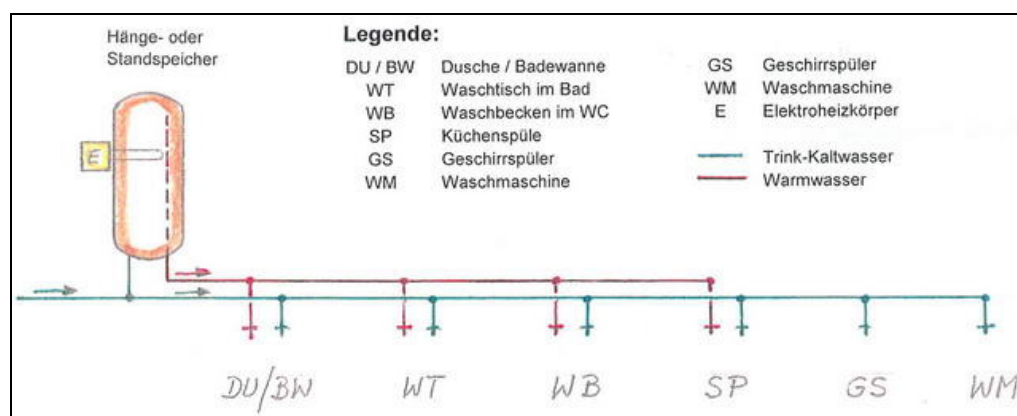 Hänge- oder
Standspeicher
Legende:
DU / BW Dusche / Badewanne
WT Waschtisch im Bad
WB Waschbecken im WC
SP Küchenspüle
GS Geschirrspüler
WM Waschmaschine
GS Geschirrspüler
WM Waschmaschine
E Elektroheizkörper
Trink-Kaltwasser
Warmwasser
E
DU/BW WT WB SP GS WM